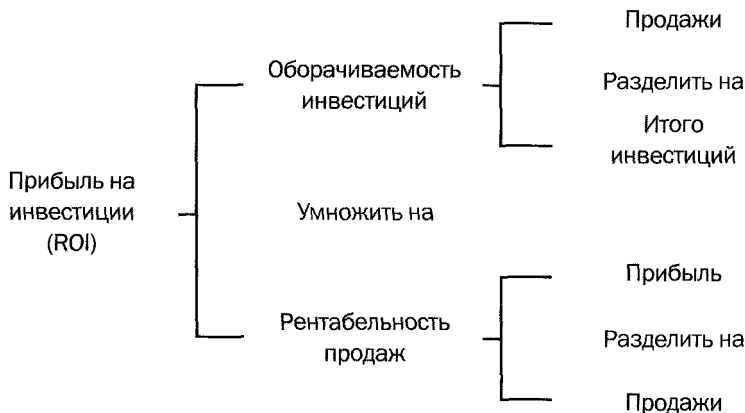 Продажи
Оборачиваемость
инвестиций
Разделить на
Итого
инвестиций
Прибыль на
инвестиции
(ROI)
Умножить на
Прибыль
Рентабельность
продаж
Разделить на
Продажи